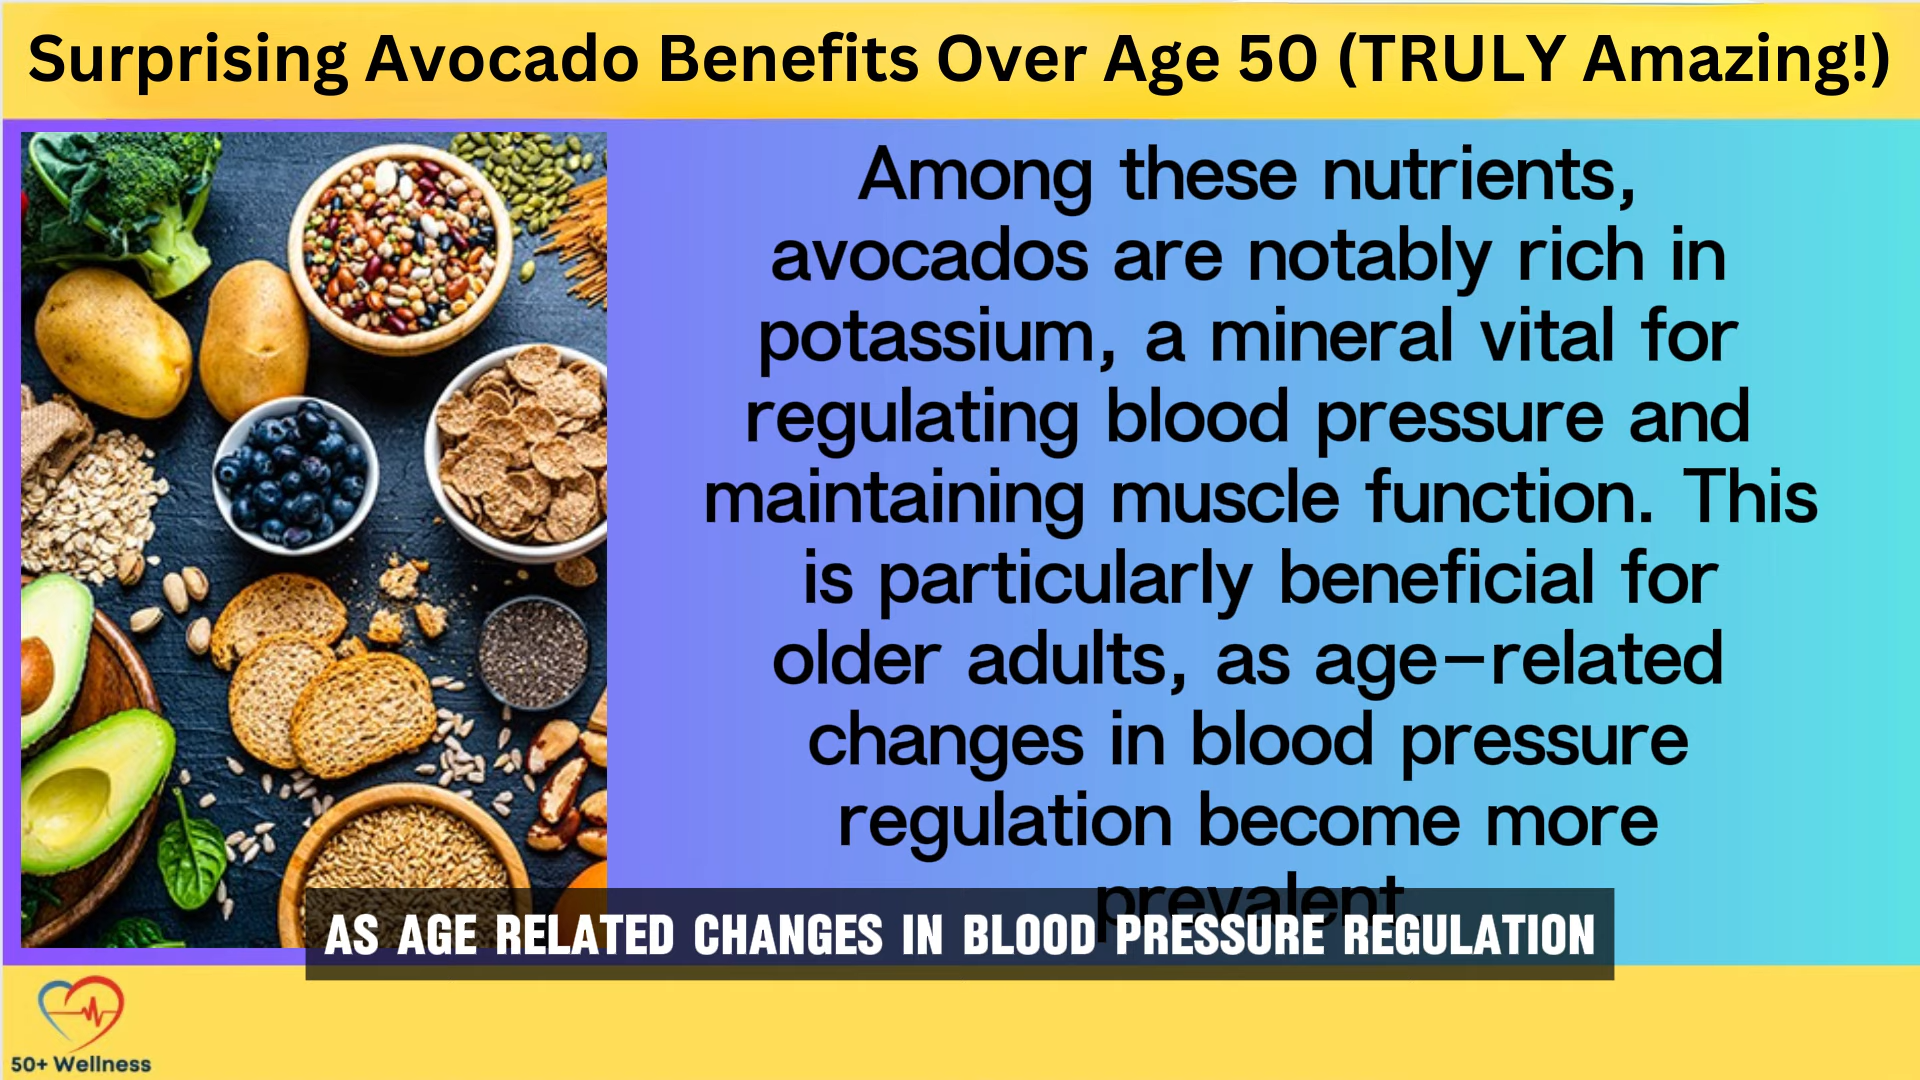 Surprising Avocado Benefits Over Age 50 (TRULY Amazing!)
Among these nutrients,
avocados are notably rich in
potassium, a mineral vital for
regulating blood pressure and
maintaining muscle function. This
is particularly beneficial for
older adults, as age-related
changes in blood pressure
regulation become more
prevalent.
AS AGE RELATED CHANGES IN BLOOD PRESSURE REGULATION
50+ Wellness